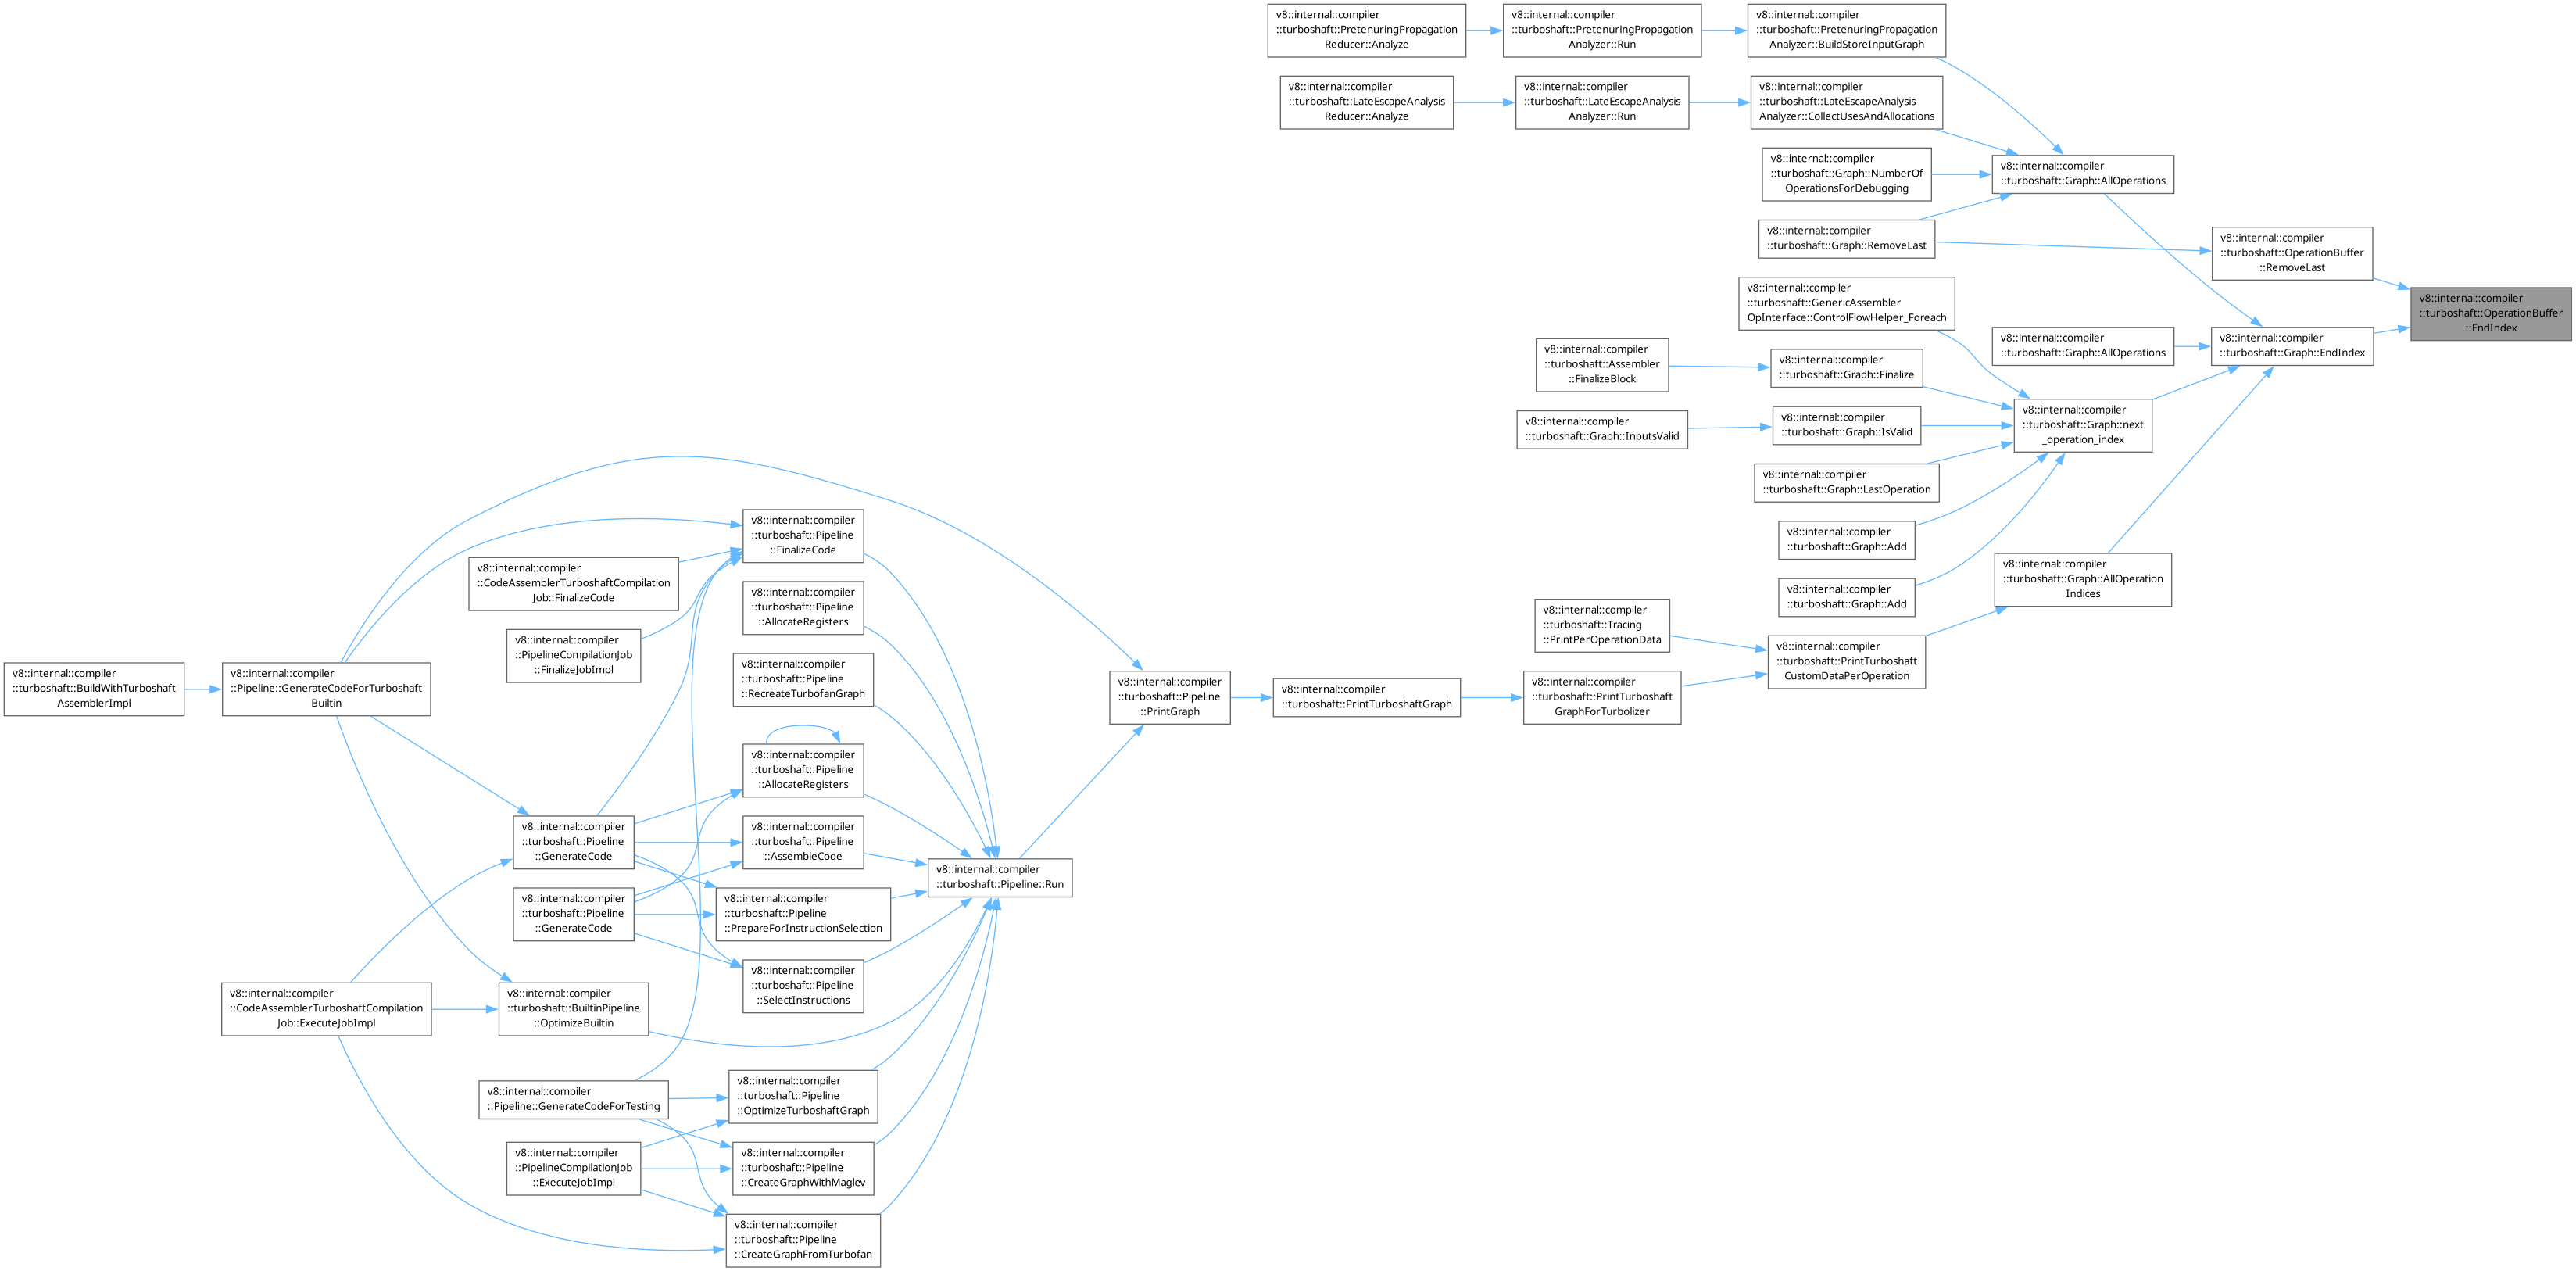 v8::internal::compiler
::turboshaft::PretenuringPropagation
Reducer::Analyze
v8::internal::compiler
::turboshaft::PretenuringPropagation
Analyzer::Run
v8::internal::compiler
::turboshaft::PretenuringPropagation
Analyzer::BuildStoreInputGraph
v8::internal::compiler
::turboshaft::LateEscapeAnalysis
Reducer::Analyze
v8::internal::compiler
::turboshaft::LateEscapeAnalysis
Analyzer::Run
v8::internal::compiler
::turboshaft::LateEscapeAnalysis
Analyzer::CollectUsesAndAllocations
v8::internal::compiler
::turboshaft::Graph::NumberOf
OperationsForDebugging
v8::internal::compiler
::turboshaft::Graph::AllOperations
v8::internal::compiler
::turboshaft::Graph::RemoveLast
v8::internal::compiler
::turboshaft::OperationBuffer
::RemoveLast
v8::internal::compiler
::turboshaft::OperationBuffer
::EndIndex
v8::internal::compiler
::turboshaft::GenericAssembler
OpInterface::ControlFlowHelper_Foreach
v8::internal::compiler
::turboshaft::Graph::AllOperations
v8::internal::compiler
::turboshaft::Graph::EndIndex
v8::internal::compiler
::turboshaft::Assembler
::FinalizeBlock
v8::internal::compiler
::turboshaft::Graph::Finalize
v8::internal::compiler
::turboshaft::Graph::next
_operation_index
v8::internal::compiler
::turboshaft::Graph::InputsValid
v8::internal::compiler
::turboshaft::Graph::IsValid
v8::internal::compiler
::turboshaft::Graph::LastOperation
v8::internal::compiler
::turboshaft::Graph::Add
v8::internal::compiler
::turboshaft::Graph::Add
v8::internal::compiler
::turboshaft::Graph::AllOperation
Indices
v8::internal::compiler
::turboshaft::Tracing
::PrintPerOperationData
v8::internal::compiler
::turboshaft::PrintTurboshaft
CustomDataPerOperation
v8::internal::compiler
::turboshaft::PrintTurboshaft
GraphForTurbolizer
v8::internal::compiler
::turboshaft::PrintTurboshaftGraph
v8::internal::compiler
::turboshaft::Pipeline
::PrintGraph
v8::internal::compiler
::turboshaft::Pipeline::Run
v8::internal::compiler
::turboshaft::Pipeline
::FinalizeCode
v8::internal::compiler
::CodeAssemblerTurboshaftCompilation
Job::FinalizeCode
v8::internal::compiler
::turboshaft::Pipeline
::AllocateRegisters
v8::internal::compiler
::PipelineCompilationJob
::FinalizeJobImpl
v8::internal::compiler
::turboshaft::Pipeline
::RecreateTurbofanGraph
v8::internal::compiler
::turboshaft::BuildWithTurboshaft
AssemblerImpl
v8::internal::compiler
::Pipeline::GenerateCodeForTurboshaft
Builtin
v8::internal::compiler
::turboshaft::Pipeline
::AllocateRegisters
v8::internal::compiler
::turboshaft::Pipeline
::GenerateCode
v8::internal::compiler
::turboshaft::Pipeline
::AssembleCode
v8::internal::compiler
::turboshaft::Pipeline
::GenerateCode
v8::internal::compiler
::turboshaft::Pipeline
::PrepareForInstructionSelection
v8::internal::compiler
::turboshaft::Pipeline
::SelectInstructions
v8::internal::compiler
::CodeAssemblerTurboshaftCompilation
Job::ExecuteJobImpl
v8::internal::compiler
::turboshaft::BuiltinPipeline
::OptimizeBuiltin
v8::internal::compiler
::Pipeline::GenerateCodeForTesting
v8::internal::compiler
::turboshaft::Pipeline
::OptimizeTurboshaftGraph
v8::internal::compiler
::PipelineCompilationJob
::ExecuteJobImpl
v8::internal::compiler
::turboshaft::Pipeline
::CreateGraphWithMaglev
v8::internal::compiler
::turboshaft::Pipeline
::CreateGraphFromTurbofan